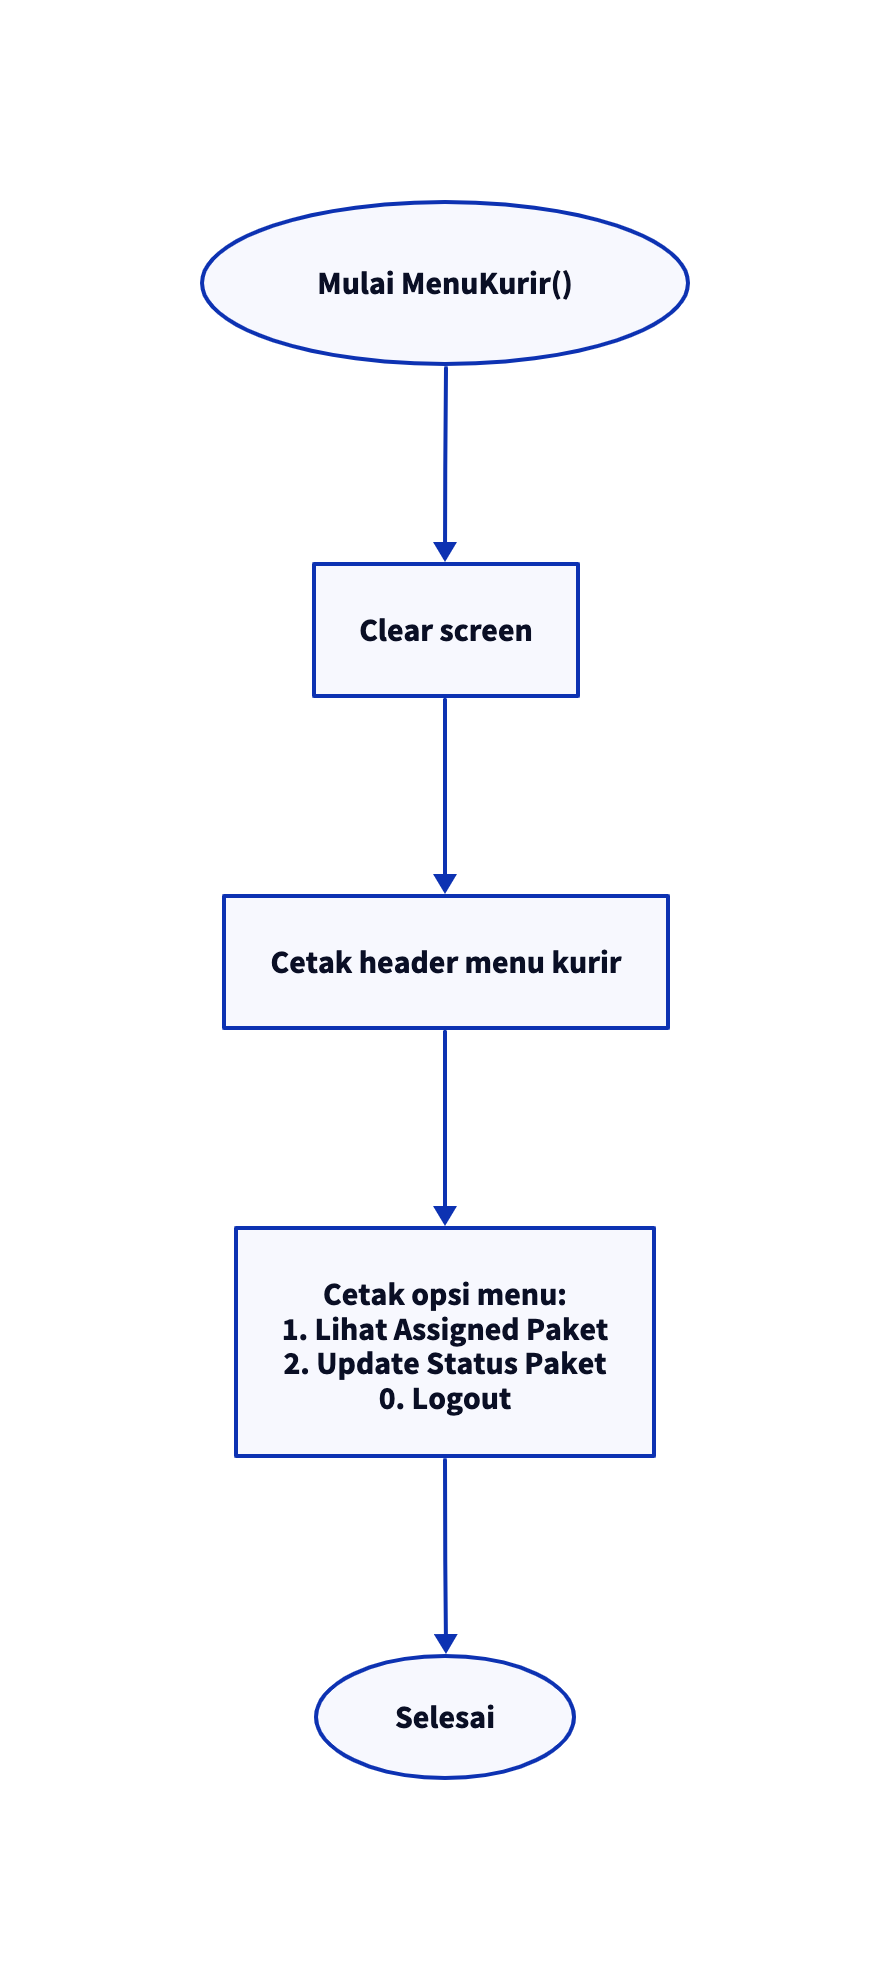 Mulai MenuKurir()
Clear screen
Cetak header menu kurir
Cetak opsi menu:
1. Lihat Assigned Paket
2. Update Status Paket
0. Logout
Selesai